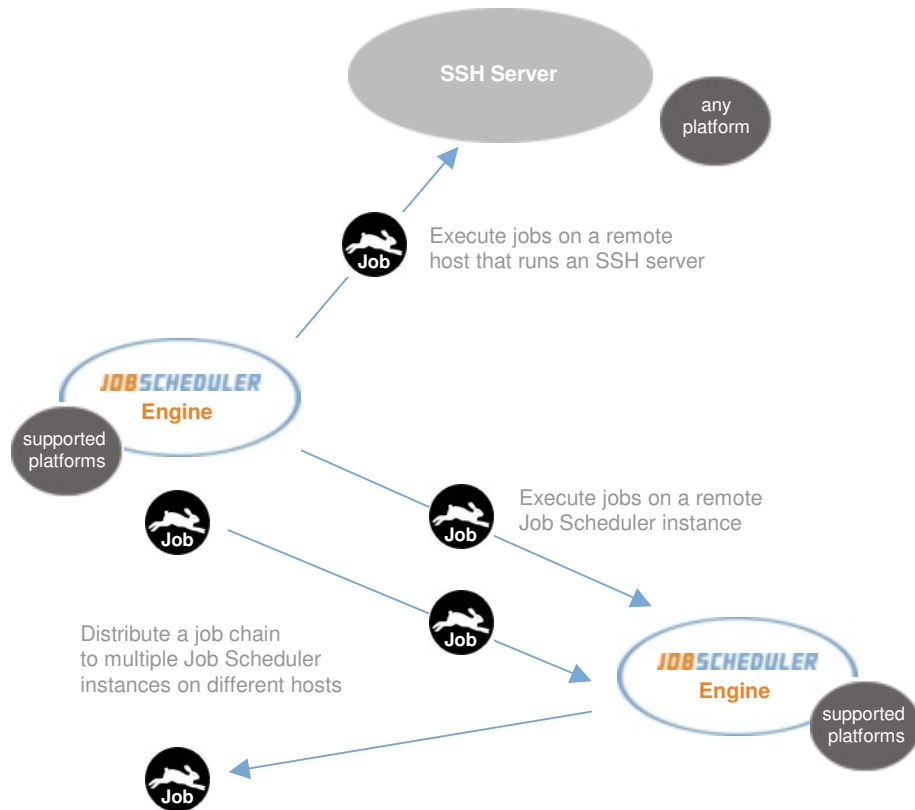 SSH Server
any
platform
Job
Execute jobs on a remote
host that runs an SSH server
JOBSCHEDULER
Engine
supported
platforms
Job
Execute jobs on a remote
Job Scheduler instance
Job
Job
Distribute a job chain
to multiple Job Scheduler
instances on different hosts
JOBSCHEDULER
Engine
supported
platforms
Job